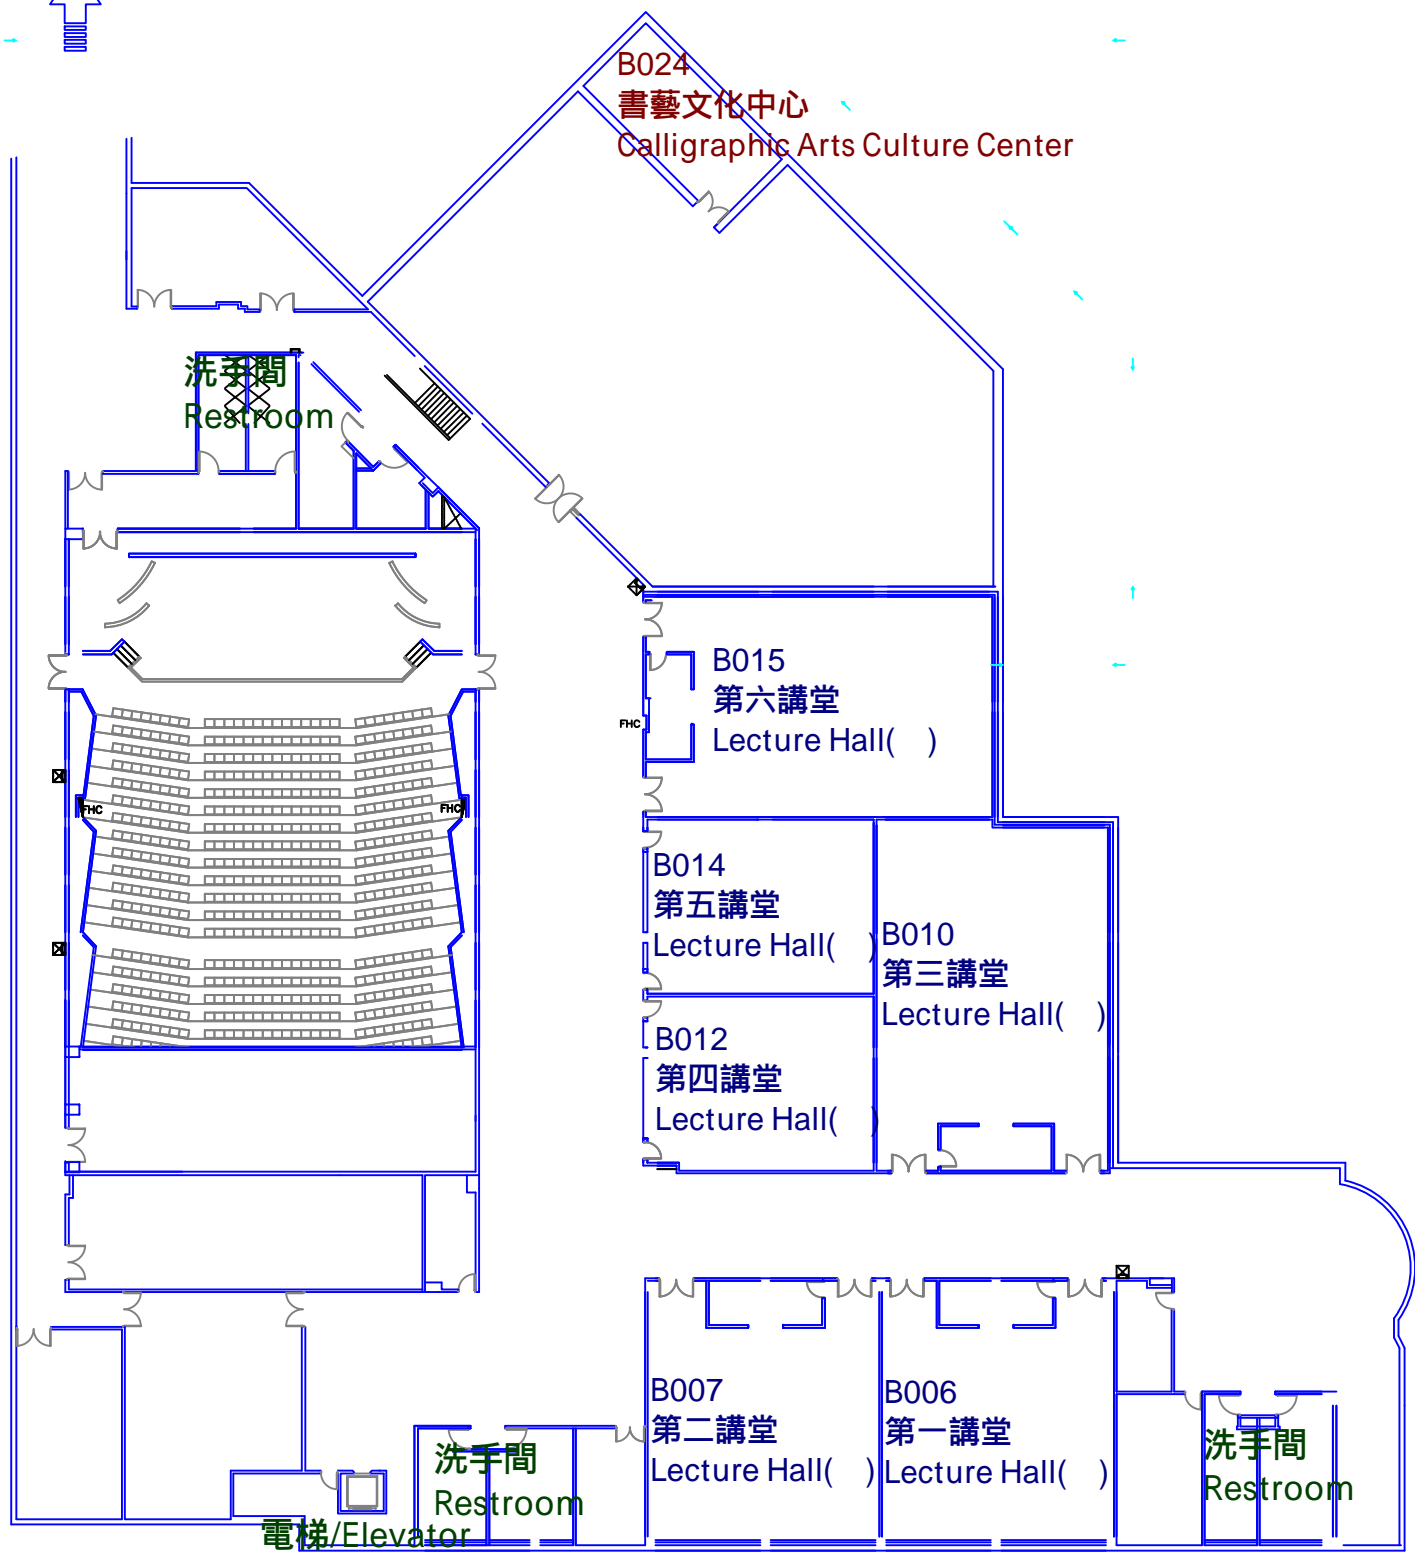 B024
書藝文化中心
Calligraphic Arts Culture Center
洗手間
Restroom
B015
第六講堂
Lecture Hall( )
FHC
FHC
FHC
B014
第五講堂
Lecture Hall( )
B010
第三講堂
Lecture Hall( )
B012
第四講堂
Lecture Hall( )
B007
第二講堂
Lecture Hall( )
B006
第一講堂
Lecture Hall( )
洗手間
Restroom
洗手間
Restroom
電梯/Elevator